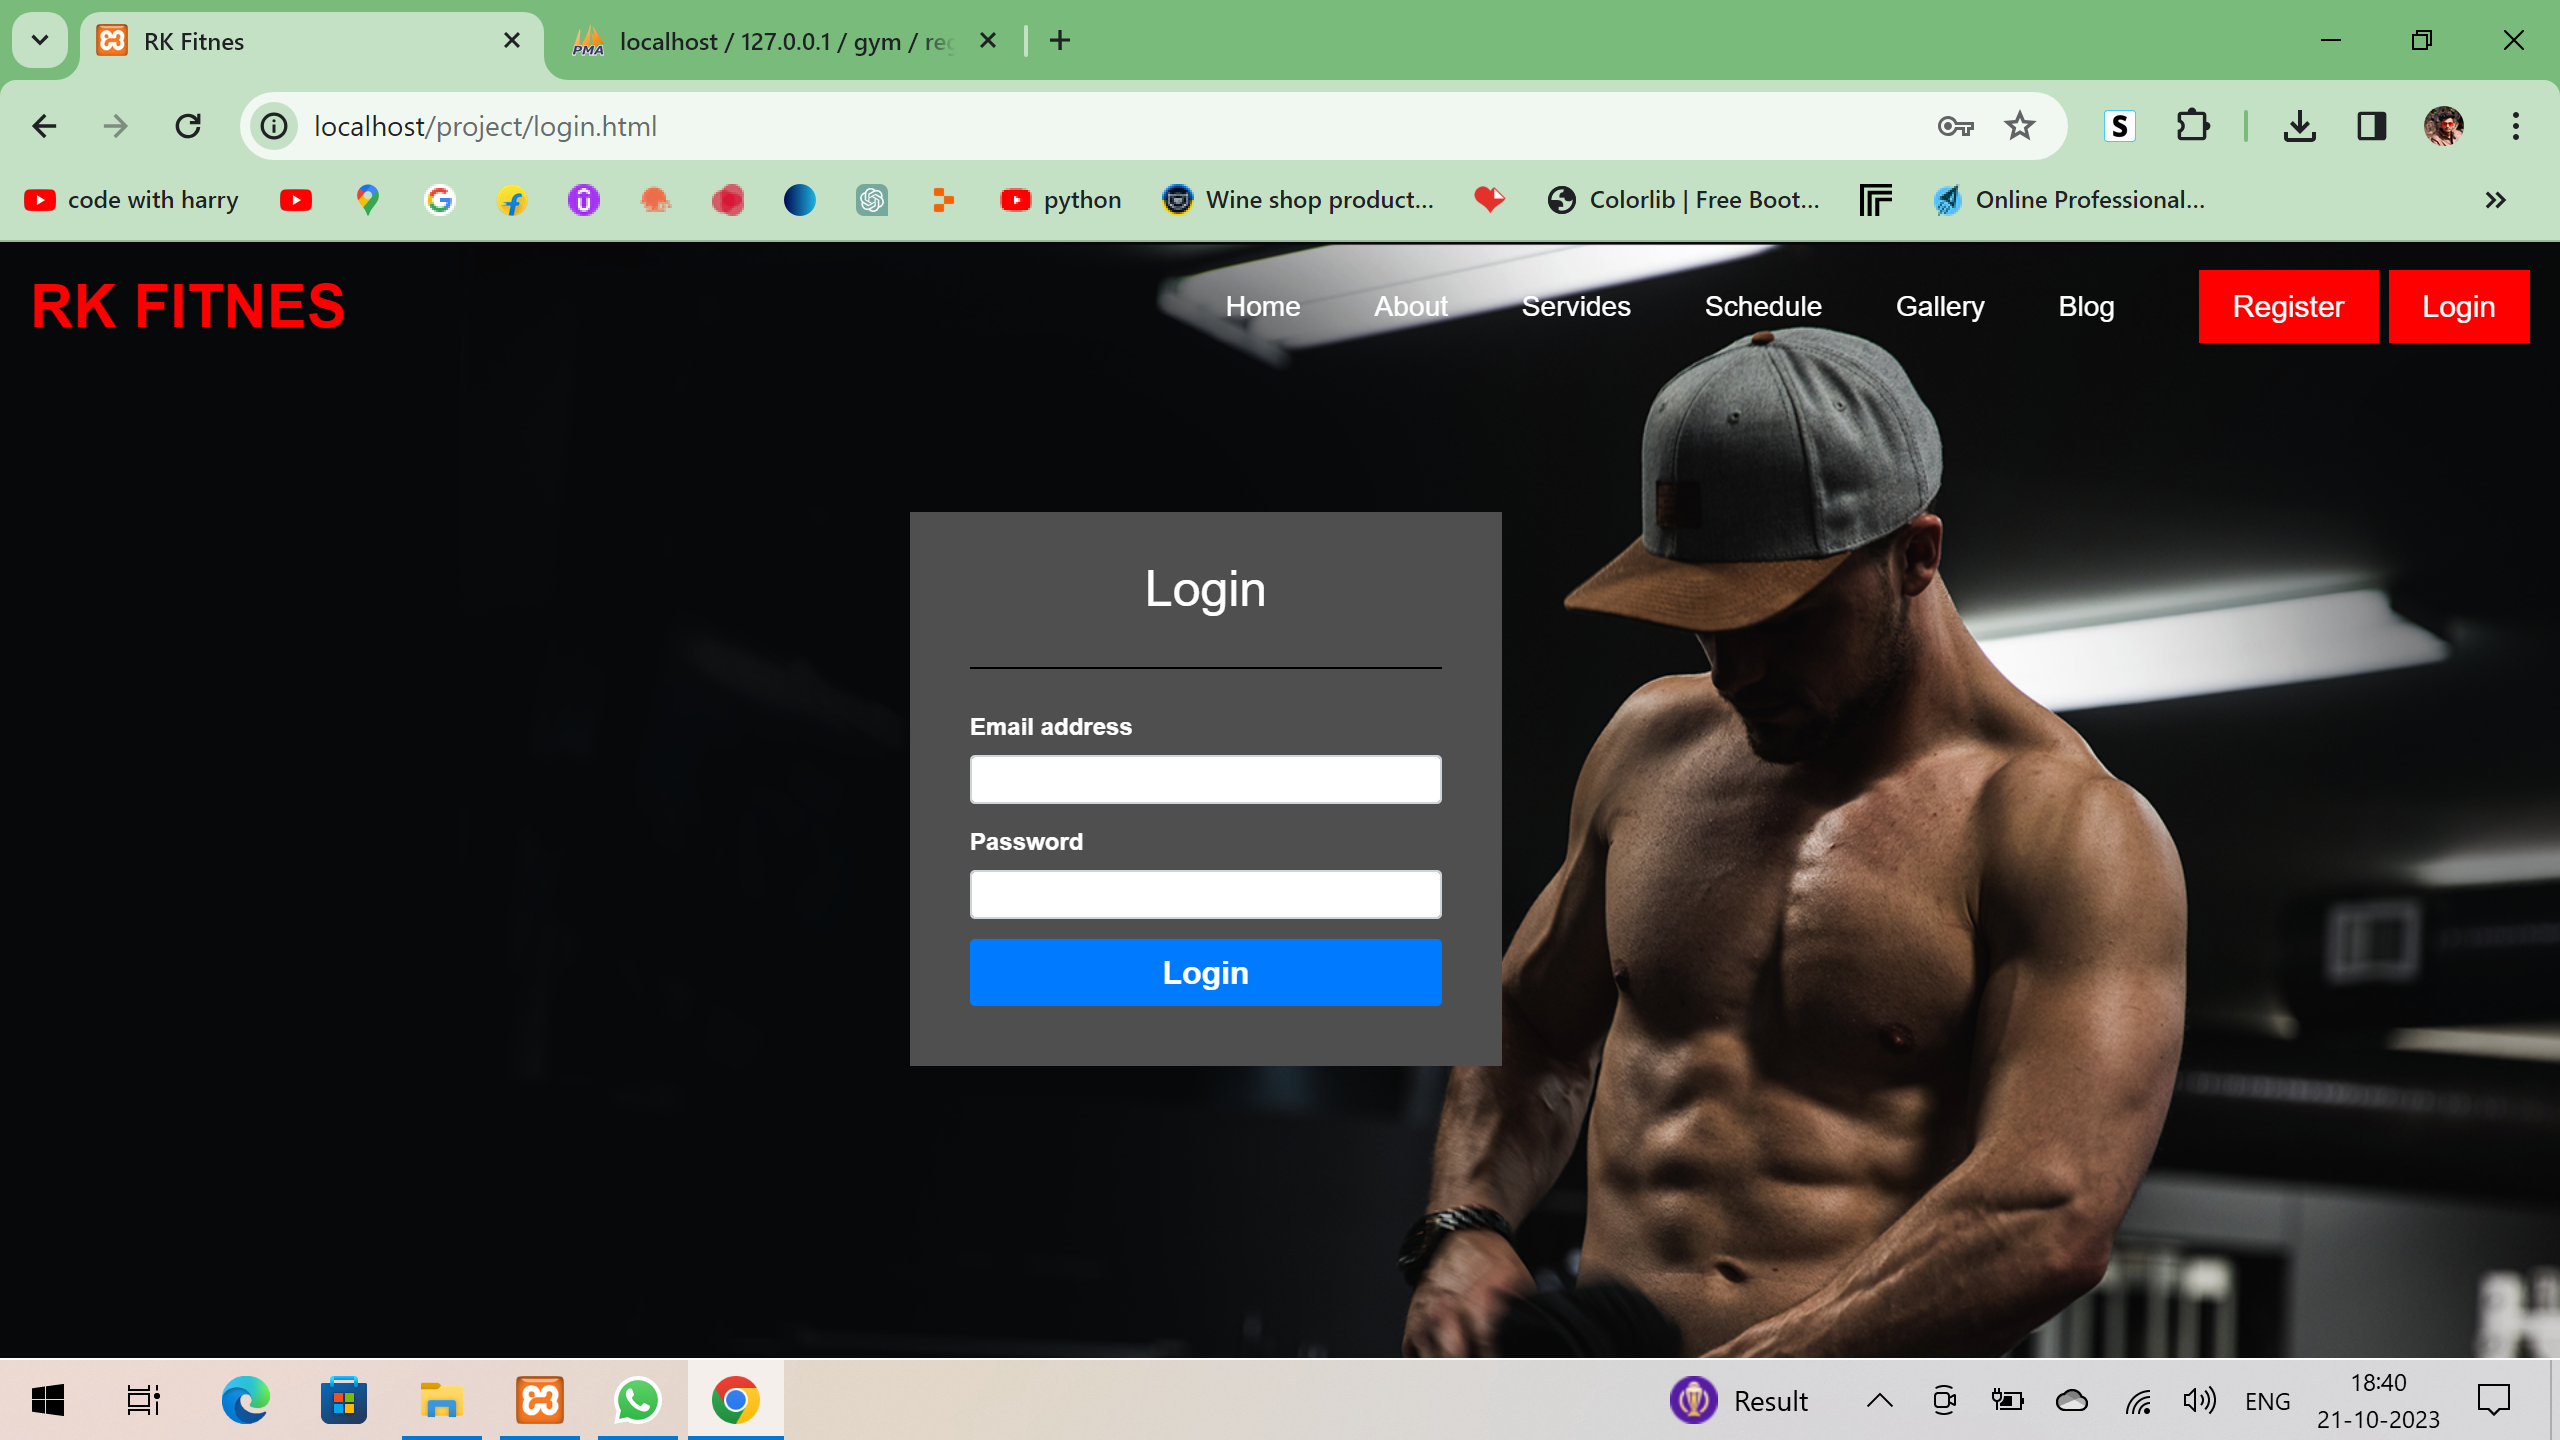 RK Fitnes
localhost / 127.0.0.1 / gym / reg
localhost/project/login.html
code with harry
python
Wine shop product...
Colorlib | Free Boot...
Online Professional...
RK FITNES
Home About Servides Schedule Gallery Blog Register Login
Login
Email address
Password
Login
Result
ENG
18:40
21-10-2023